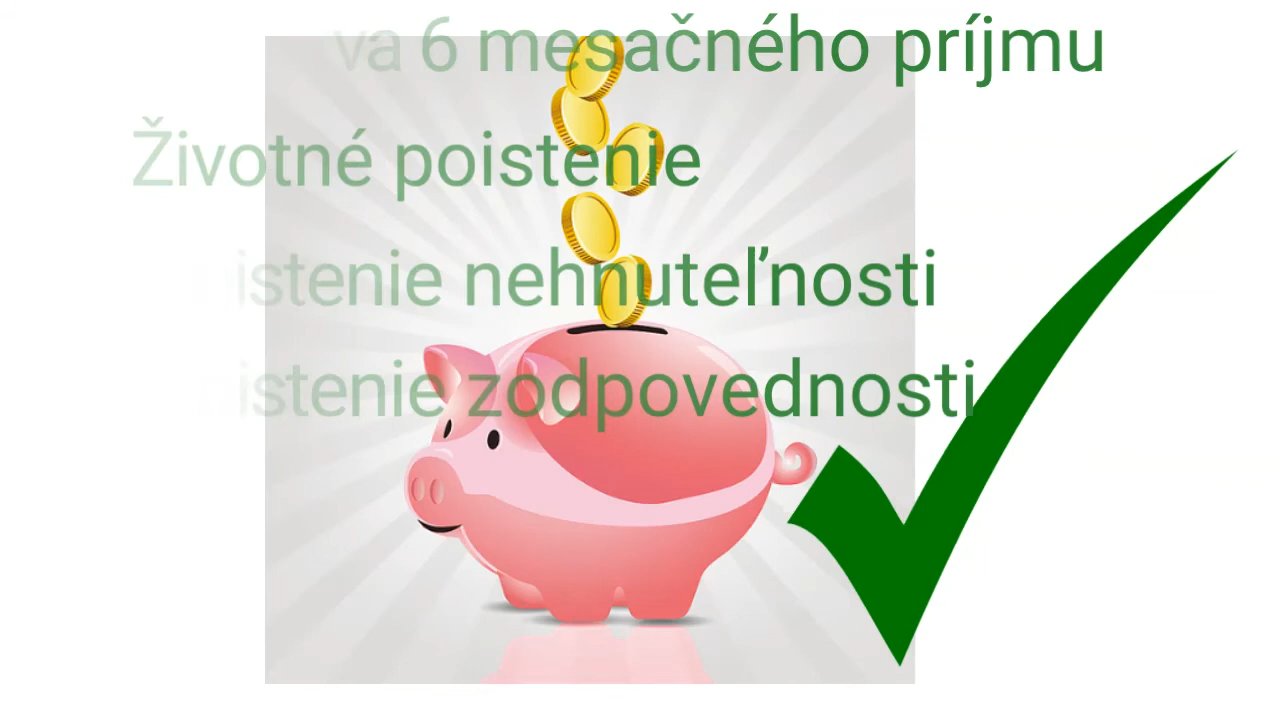 va 6 mesačného príjmu
Životné poistenie
istenie nehnuteľnosti
istenie zodpovednosti